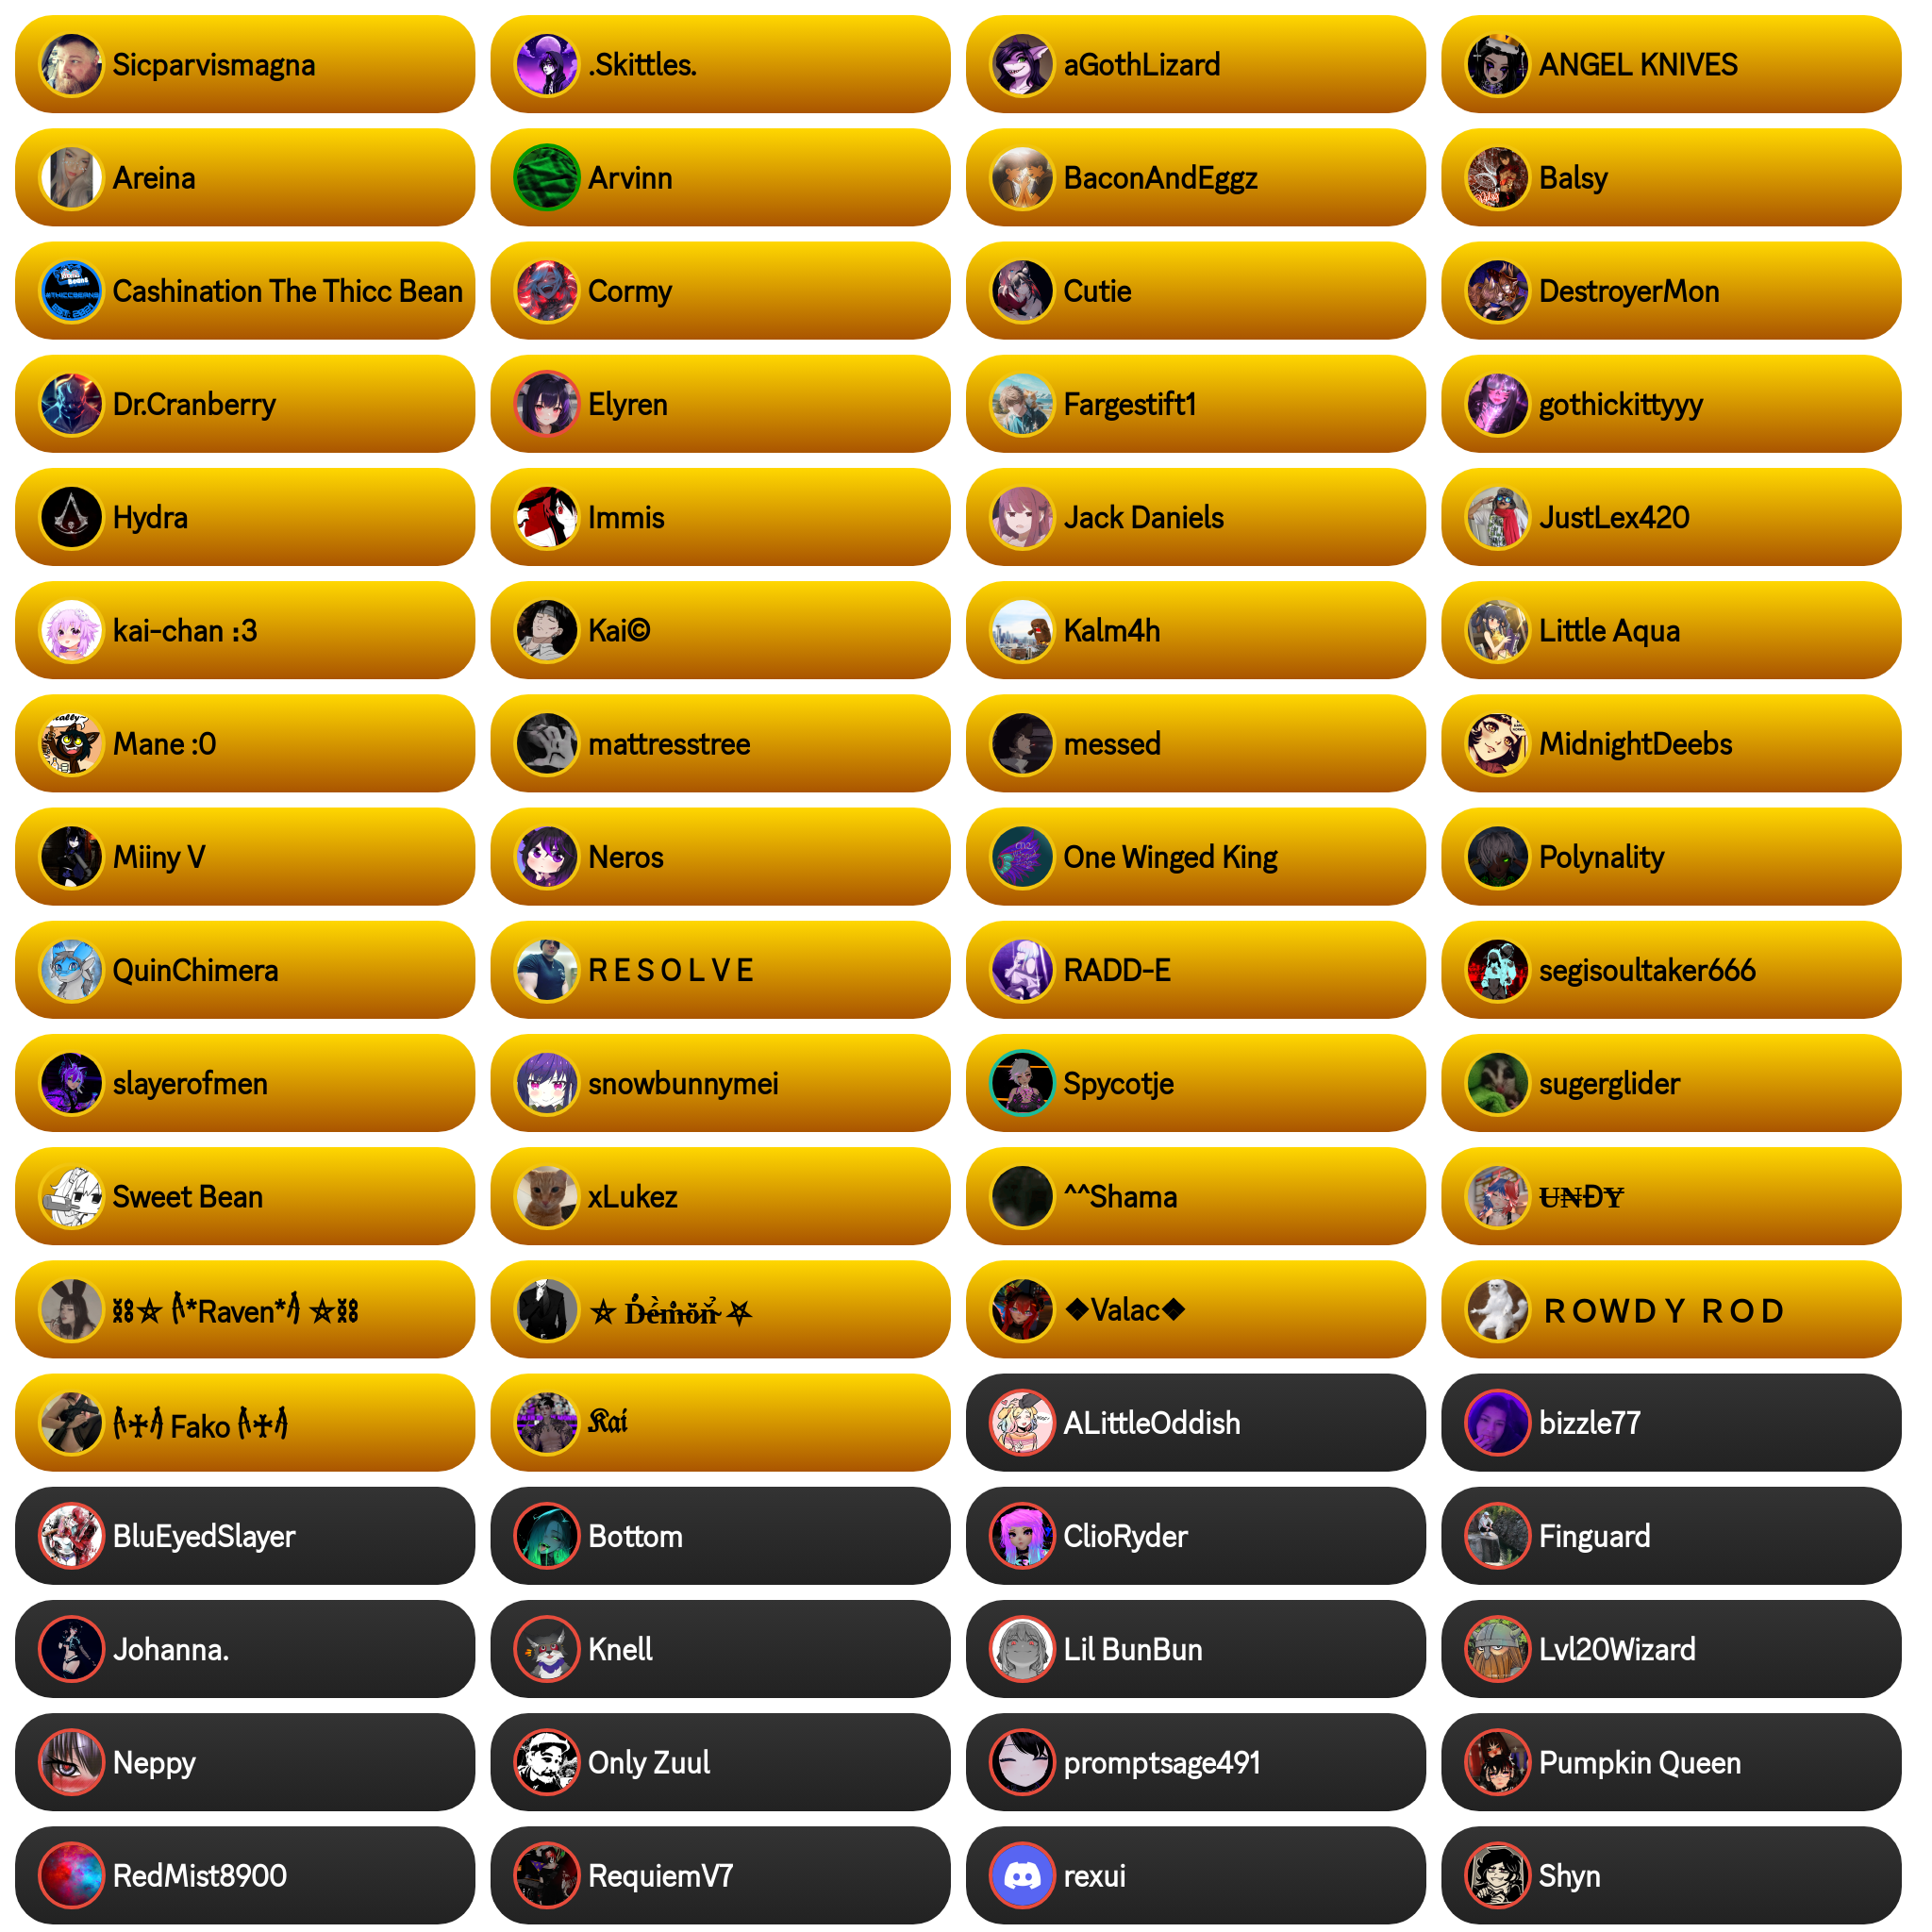 Sicparvismagna
.Skittles.
aGothLizard
ANGEL KNIVES
Areina
Arvinn
BaconAndEggz
Balsy
Cashination The Thicc Bean
Cormy
Cutie
DestroyerMon
Dr.Cranberry
Elyren
Fargestift1
gothickittyyy
Hydra
Immis
Jack Daniels
JustLex420
kai-chan :3
Kai©
Kalm4h
Little Aqua
Mane :0
mattresstree
messed
MidnightDeebs
Miiny V
Neros
One Winged King
Polynality
QuinChimera
R E S O L V E
RADD-E
segisoultaker666
slayerofmen
snowbunnymei
Spycotje
sugerglider
Sweet Bean
xLukez
^^Shama
U̶N̶ĐY̶
⛓⛤ 𓆩*Raven*𓆪 ⛤⛓
⛤ D̶e̶m̶o̶n̶ ⛧
◆Valac◆
ＲＯＷＤＹ ＲＯＤ
𓆩♱𓆪 Fako 𓆩♱𓆪
𝕶𝖆𝖎
ALittleOddish
bizzle77
BluEyedSlayer
Bottom
ClioRyder
Finguard
Johanna.
Knell
Lil BunBun
Lvl20Wizard
Neppy
Only Zuul
promptsage491
Pumpkin Queen
RedMist8900
RequiemV7
rexui
Shyn